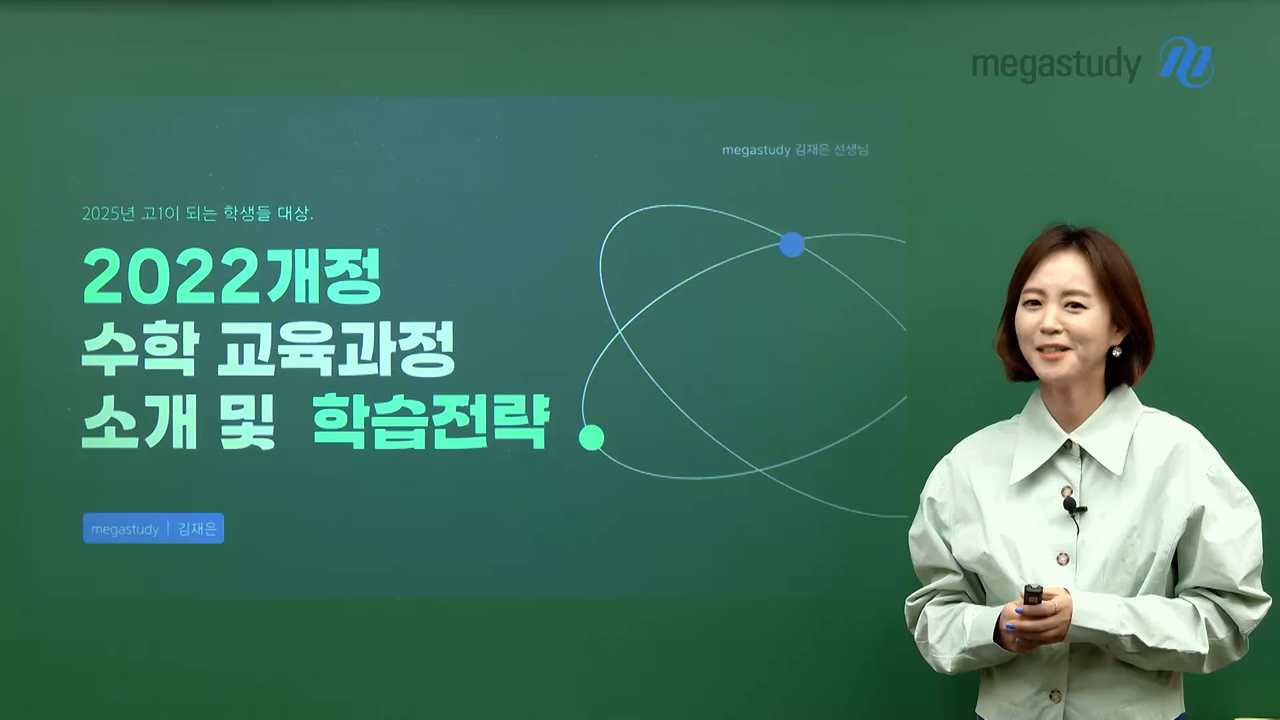 megastudy
megastudy 김재은 선생님
2025년 고1이 되는 학생들 대상.
2022개정
수학 교육과정
소개 및 학습전략
megastudy | 김재은